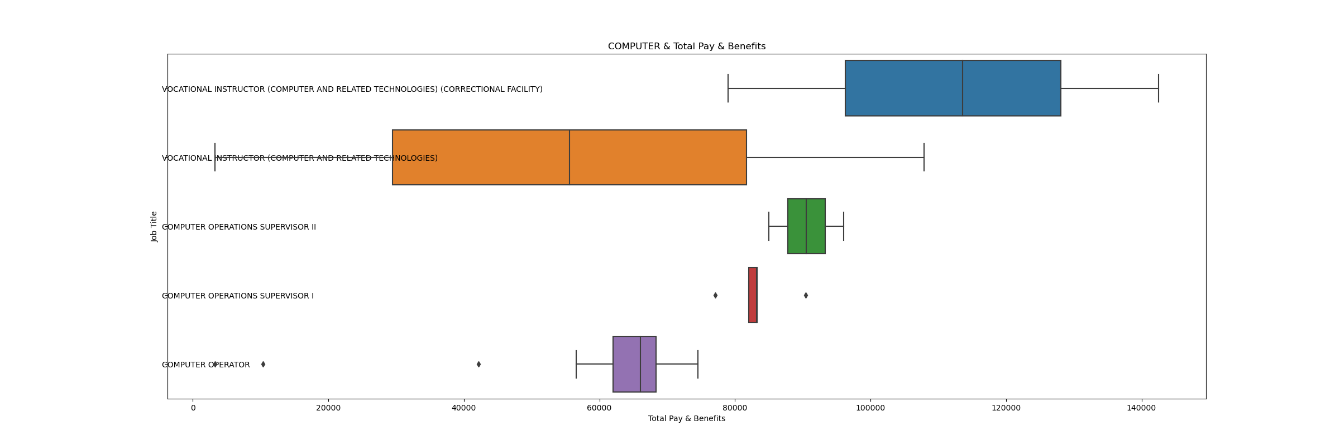 COMPUTER & Total Pay & Benefits
VOCATIONAL INSTRUCTOR (COMPUTER AND RELATED TECHNOLOGIES) (CORRECTIONAL FACILITY)
VOCATIONAL INSTRUCTOR (COMPUTER AND RELATED TECHNOLOGIES)
COMPUTER OPERATIONS SUPERVISOR II
Job Title
COMPUTER OPERATIONS SUPERVISOR I
COMPUTER OPERATOR
0 20000 40000 60000 80000 100000 120000 140000
Total Pay & Benefits